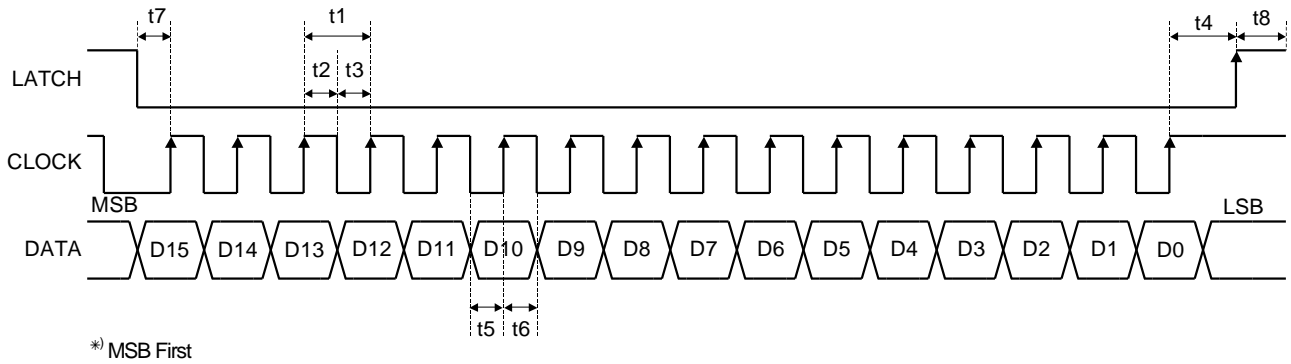 t7 t1 t4 t8
t2 t3
LATCH
CLOCK
MSB LSB
DATA D15 D14 D13 D12 D11 D10 D9 D8 D7 D6 D5 D4 D3 D2 D1 D0
t5 t6
*) MSB First